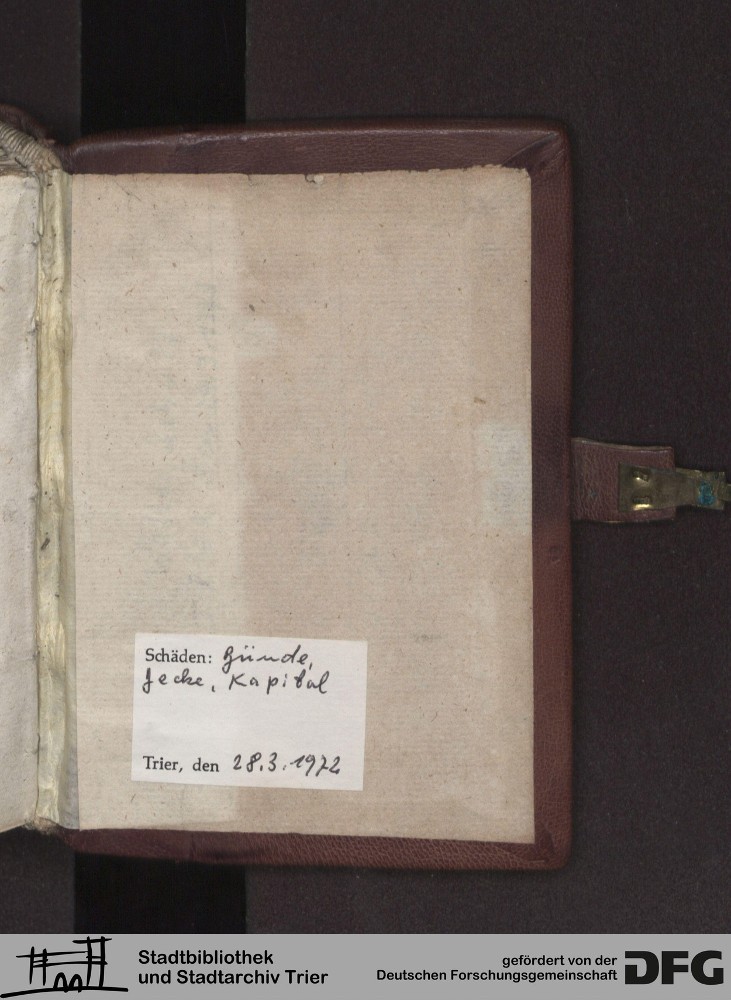 Schäden: Bünde,
Decke, Kapital
Trier, den 28.3.1972
Stadtbibliothek
und Stadtarchiv Trier
gefördert von der
Deutschen Forschungsgemeinschaft
DFG